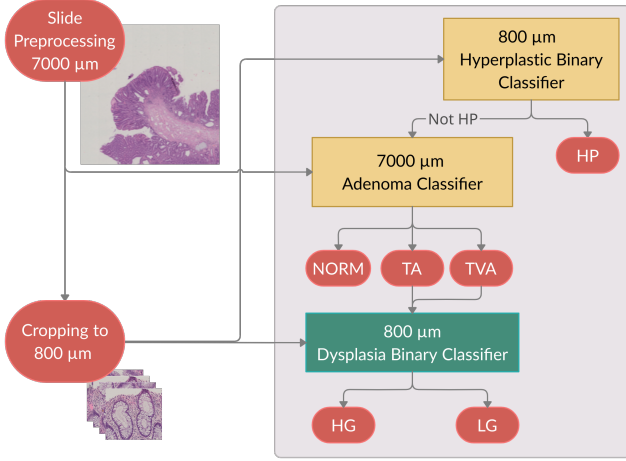 Slide
Preprocessing
7000 µm
800 µm
Hyperplastic Binary
Classifier
Not HP
HP
7000 µm
Adenoma Classifier
NORM
TA
TVA
Cropping to
800 µm
800 µm
Dysplasia Binary Classifier
HG
LG